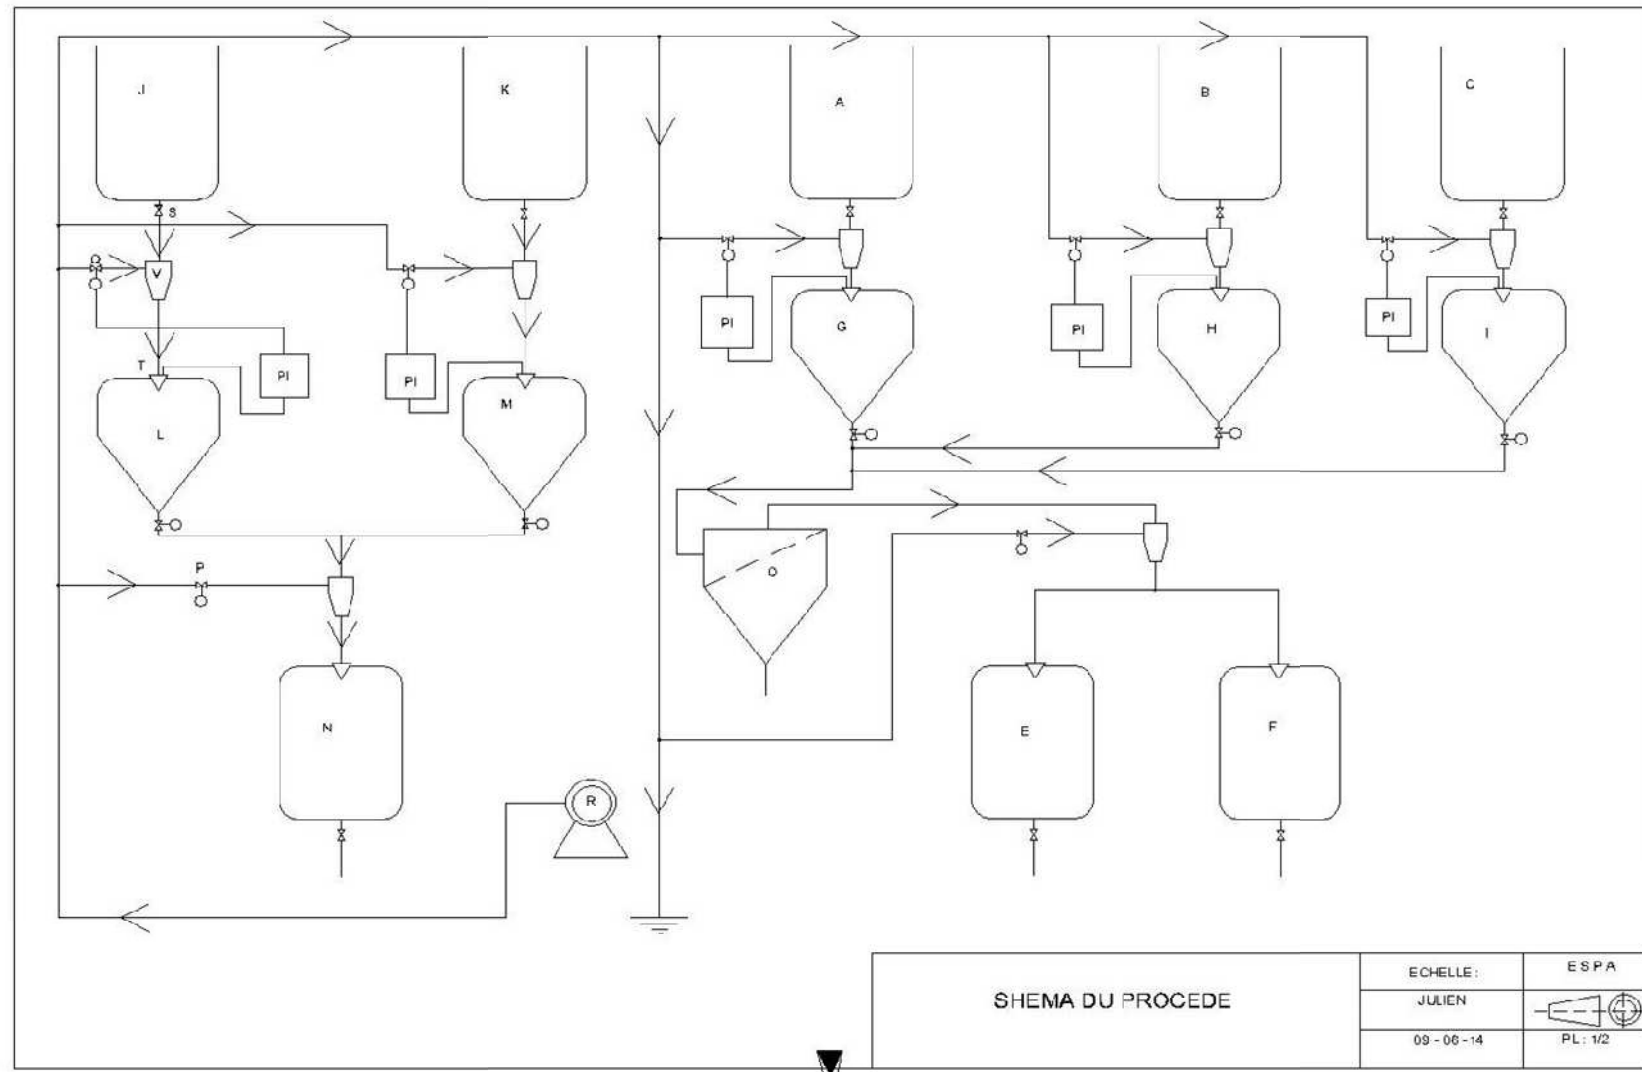 J
K
A
B
C
S
Q
V
PI
PI
PI
G
H
I
T
PI
PI
M
L
O
P
N
E
F
R
SHEMA DU PROCEDE
ECHELLE:
ESPA
JULIEN
09-06-14
PL: 1/2